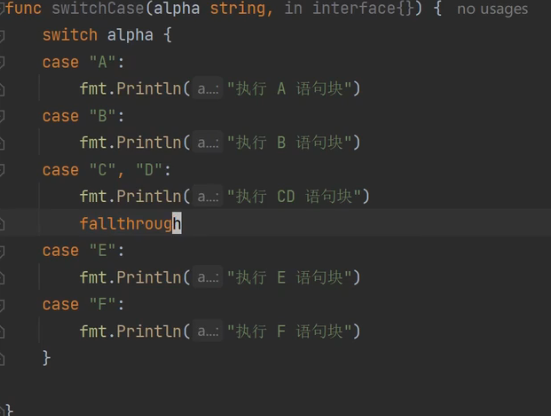 func switchCase(alpha string, in interface{}) { no usages
switch alpha {
case "A":
fmt.Println( a...: "执行 A 语句块")
case "B":
fmt.Println( a...: "执行 B 语句块")
case "C", "D":
fmt.Println( a...: "执行 CD 语句块")
fallthrough
case "E":
fmt.Println( a...: "执行 E 语句块")
case "F":
fmt.Println( a...: "执行 F 语句块")
}
}